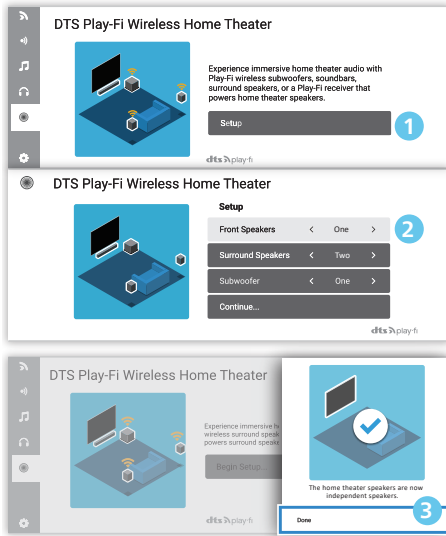 DTS Play-Fi Wireless Home Theater
Experience immersive home theater audio with
Play-Fi wireless subwoofers, soundbars,
surround speakers, or a Play-Fi receiver that
powers home theater speakers.
Setup
1
dts play-fi
DTS Play-Fi Wireless Home Theater
Setup
Front Speakers < One >
2
Surround Speakers < Two >
Subwoofer < One >
Continue...
dts play-fi
DTS Play-Fi Wireless Home Theater
Experience immersive h
wireless surround speak
powers surround speake
Begin Setup...
dts play-fi
The home theater speakers are now
independent speakers.
3
Done